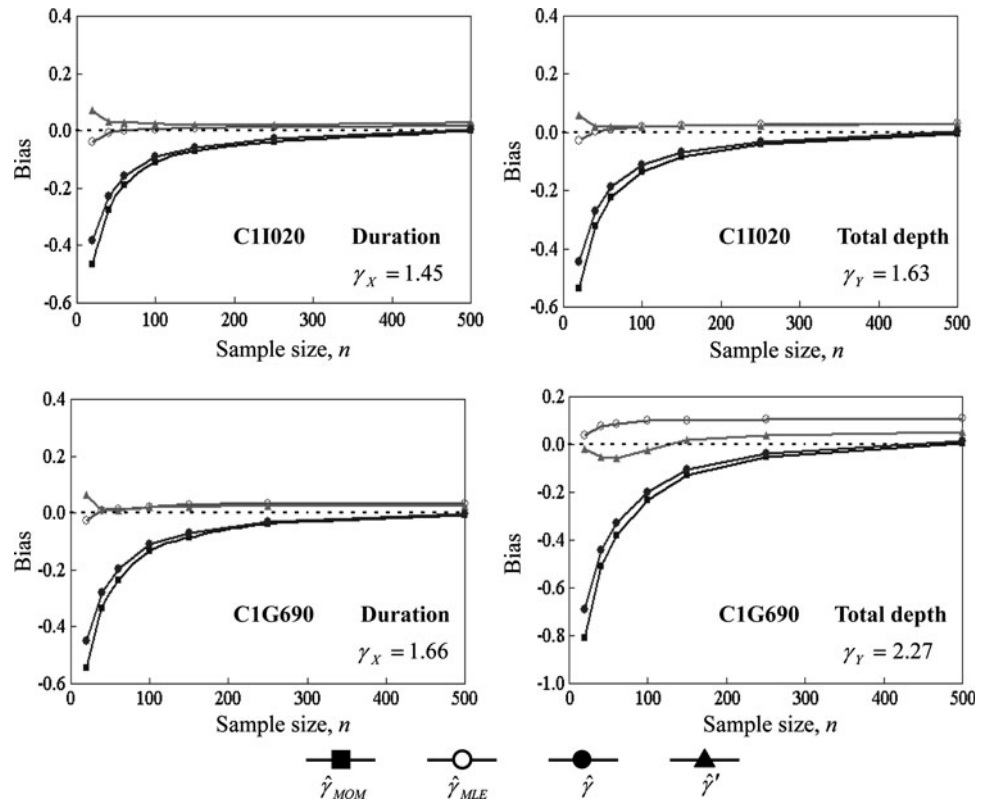 0.4
0.2
0.0
-0.2
-0.4
-0.6
Bias
C1I020 Duration
γ_X = 1.45
0 100 200 300 400 500
Sample size, n
0.4
0.2
0.0
-0.2
-0.4
-0.6
Bias
C1I020 Total depth
γ_Y = 1.63
0 100 200 300 400 500
Sample size, n
0.4
0.2
0.0
-0.2
-0.4
-0.6
Bias
C1G690 Duration
γ_X = 1.66
0 100 200 300 400 500
Sample size, n
0.2
0.0
-0.2
-0.4
-0.6
-0.8
-1.0
Bias
C1G690 Total depth
γ_Y = 2.27
0 100 200 300 400 500
Sample size, n
γ̂_MOM γ̂_MLE γ̂ γ̂'